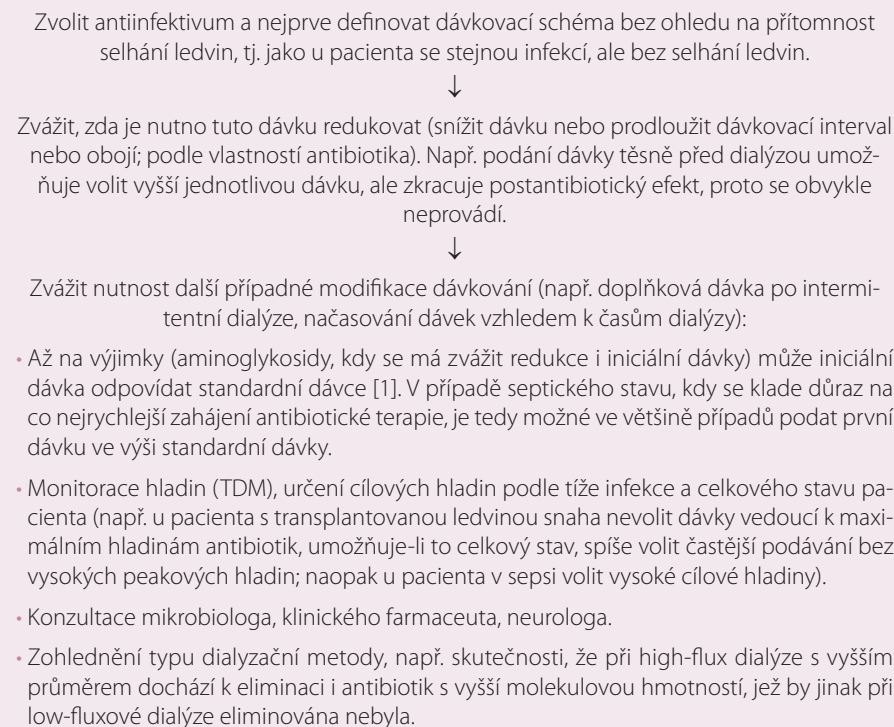 Zvolit antiinfektivum a nejprve definovat dávkovací schéma bez ohledu na přítomnost
selhání ledvin, tj. jako u pacienta se stejnou infekcí, ale bez selhání ledvin.
↓
Zvážit, zda je nutno tuto dávku redukovat (snížit dávku nebo prodloužit dávkovací interval
nebo obojí; podle vlastností antibiotika). Např. podání dávky těsně před dialýzou umož-
ňuje volit vyšší jednotlivou dávku, ale zkracuje postantibiotický efekt, proto se obvykle
neprovádí.
↓
Zvážit nutnost další případné modifikace dávkování (např. doplňková dávka po intermi-
tentní dialýze, načasování dávek vzhledem k časům dialýzy):
• Až na výjimky (aminoglykosidy, kdy se má zvážit redukce i iniciální dávky) může iniciální
dávka odpovídat standardní dávce [1]. V případě septického stavu, kdy se klade důraz na
co nejrychlejší zahájení antibiotické terapie, je tedy možné ve většině případů podat první
dávku ve výši standardní dávky.
• Monitorace hladin (TDM), určení cílových hladin podle tíže infekce a celkového stavu pa-
cienta (např. u pacienta s transplantovanou ledvinou snaha nevolit dávky vedoucí k maxi-
málním hladinám antibiotik, umožňuje-li to celkový stav, spíše volit častější podávání bez
vysokých peakových hladin; naopak u pacienta v sepsi volit vysoké cílové hladiny).
• Konzultace mikrobiologa, klinického farmaceuta, neurologa.
• Zohlednění typu dialyzační metody, např. skutečnosti, že při high-flux dialýze s vyšším
průměrem dochází k eliminaci i antibiotik s vyšší molekulovou hmotností, jež by jinak při
low-fluxové dialýze eliminována nebyla.